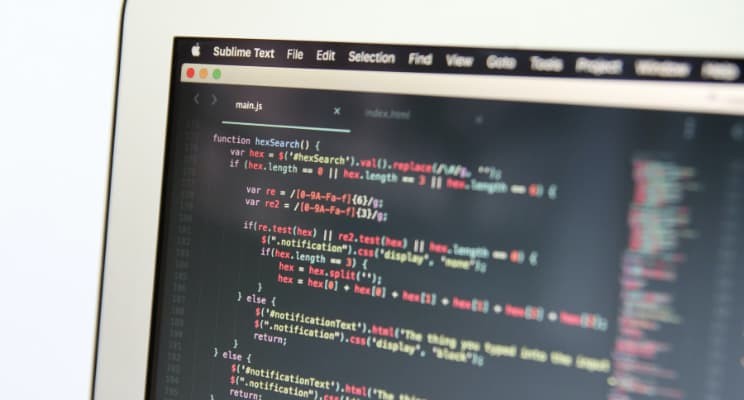 Sublime Text File Edit Selection Find View Goto Tools Project Window Help
main.js × index.html ×
function hexSearch() {
var hex = $('#hexSearch').val().replace(/\#/g, '');
if (hex.length == 0 || hex.length == 3 || hex.length == 6) {
var re = /[0-9A-Fa-f]{6}/g;
var re2 = /[0-9A-Fa-f]{3}/g;
if(re.test(hex) || re2.test(hex) || hex.length == 0) {
$(".notification").css("display", "none");
if(hex.length == 3) {
hex = hex.split('');
hex = hex[0] + hex[0] + hex[1] + hex[1] + hex[2] + hex[2];
}
} else {
$('#notificationText').html("The thing you typed into the input
$(".notification").css("display", "block");
return;
}
} else {
$('#notificationText').html("The thing
$(".notification").css('di
return;